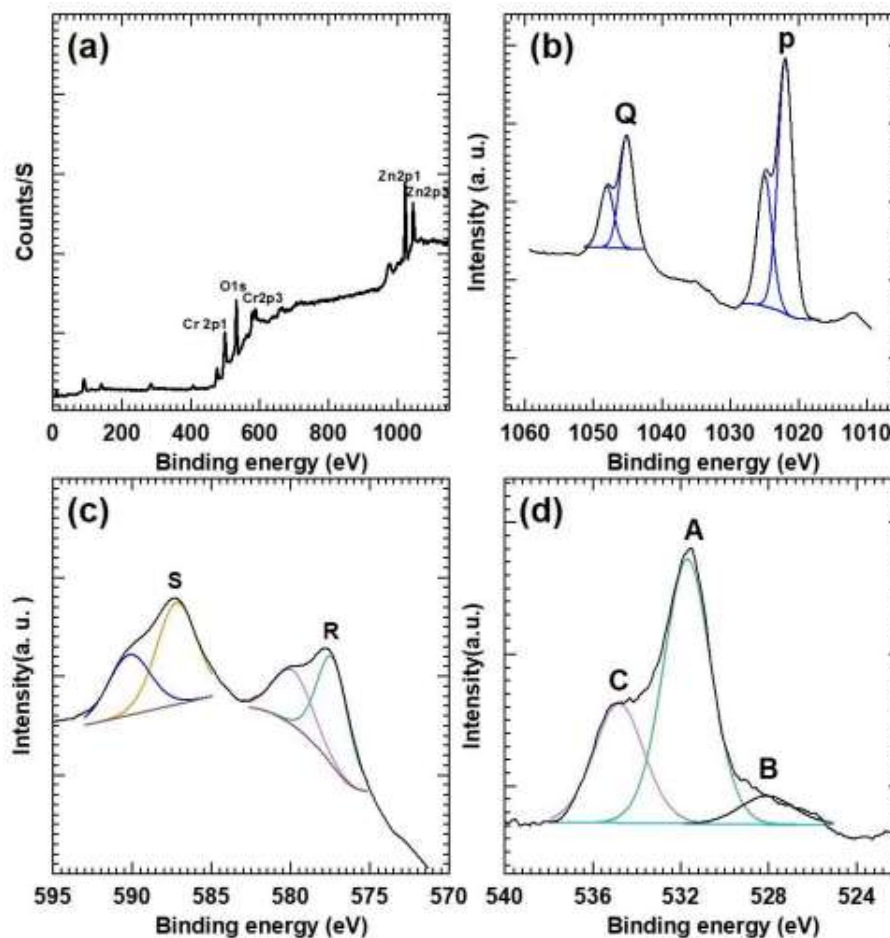 (a)
Counts/S
Zn2p1
Zn2p3
O1s
Cr2p3
Cr 2p1
0 200 400 600 800 1000
Binding energy (eV)
(b)
p
Q
Intensity (a. u.)
1060 1050 1040 1030 1020 1010
Binding energy (eV)
(c)
S
R
Intensity(a. u. )
595 590 585 580 575 570
Binding energy (eV)
(d)
A
C
B
Intensity(a.u.)
540 536 532 528 524
Binding energy (eV)